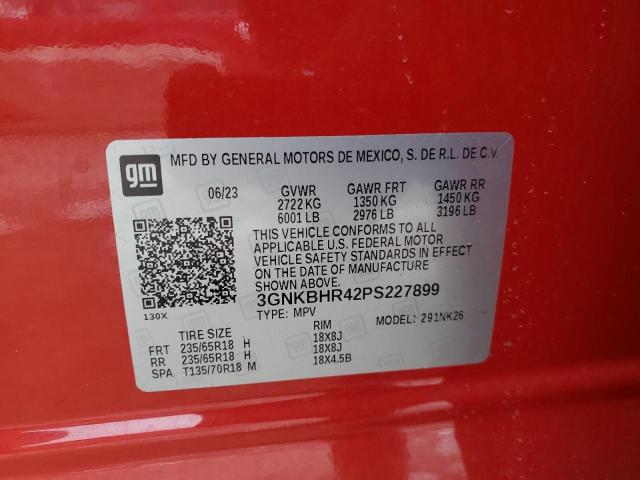 gm
MFD BY GENERAL MOTORS DE MEXICO, S. DE R.L. DE C.V.
06/23 GVWR GAWR FRT GAWR RR
2722 KG 1350 KG 1450 KG
6001 LB 2976 LB 3196 LB
THIS VEHICLE CONFORMS TO ALL
APPLICABLE U.S. FEDERAL MOTOR
VEHICLE SAFETY STANDARDS IN EFFECT
ON THE DATE OF MANUFACTURE
3GNKBHR42PS227899
130X TYPE: MPV MODEL: 291NK26
TIRE SIZE RIM
FRT 235/65R18 H 18X8J
RR 235/65R18 H 18X8J
SPA T135/70R18 M 18X4.5B